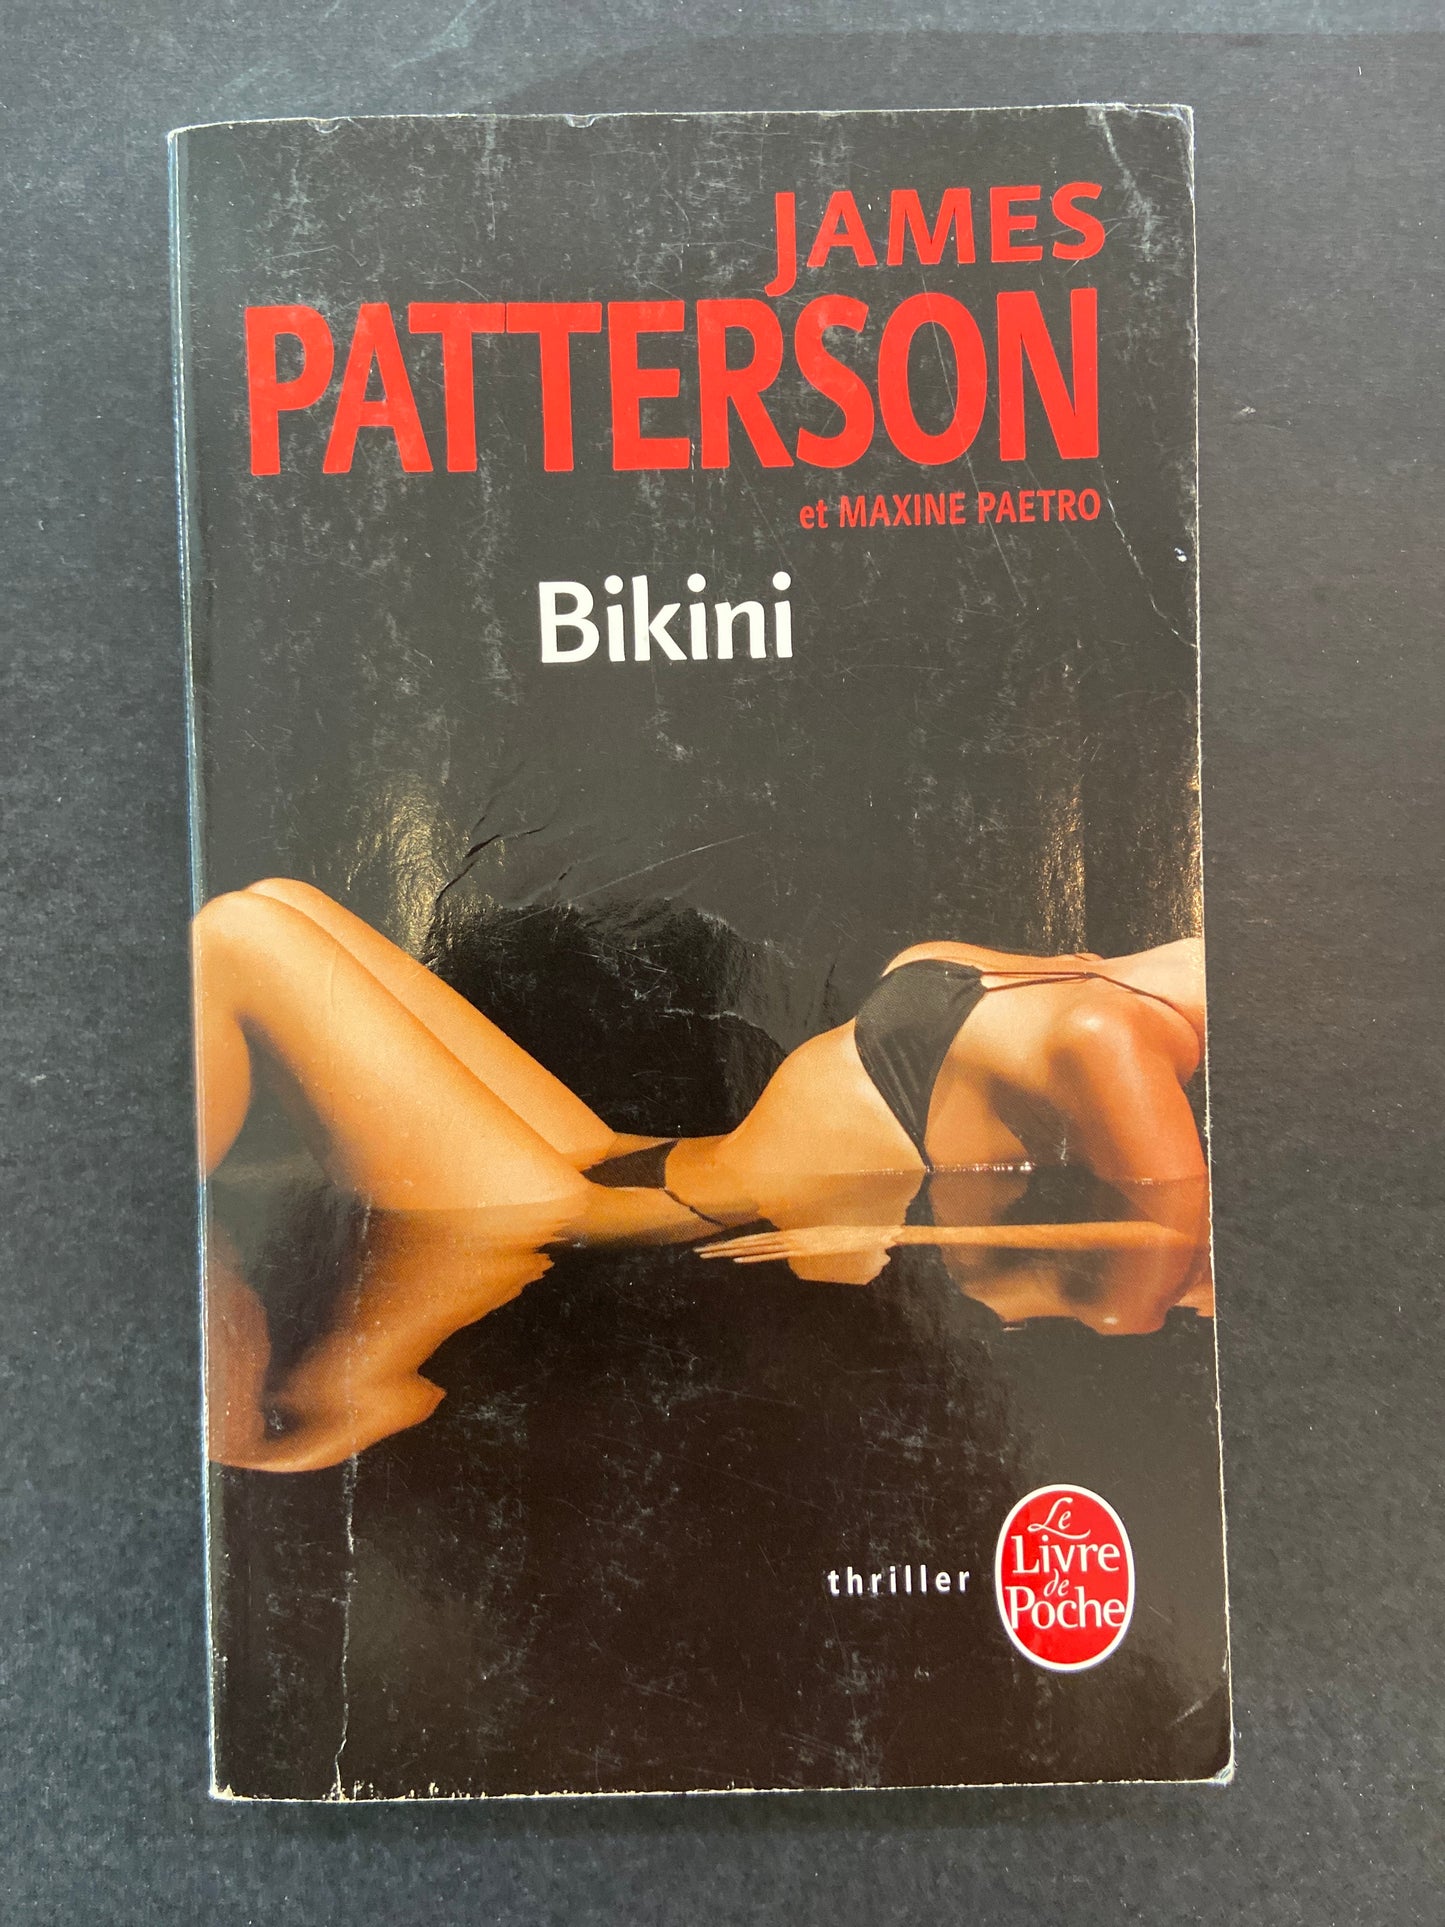 JAMES
PATTERSON
et MAXINE PAETRO
Bikini
thriller
Le
Livre
de
Poche